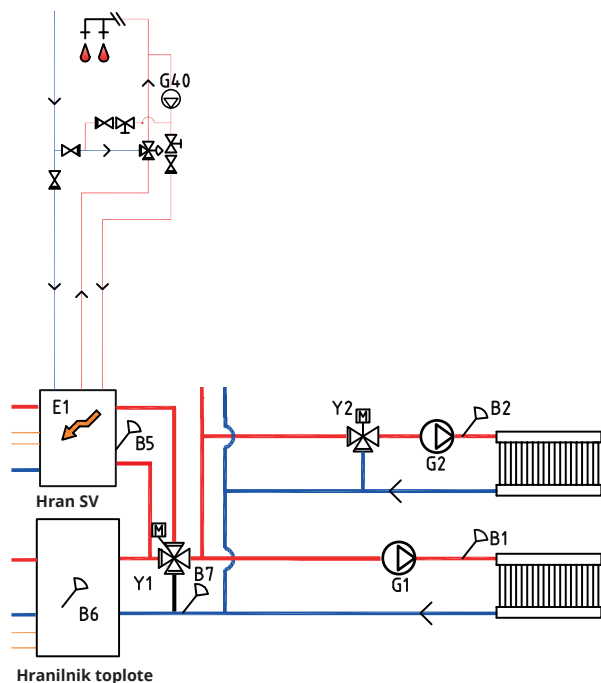 G40
E1
B5
Hran SV
Y2
M
B2
G2
M
Y1
B7
B1
G1
B6
Hranilnik toplote